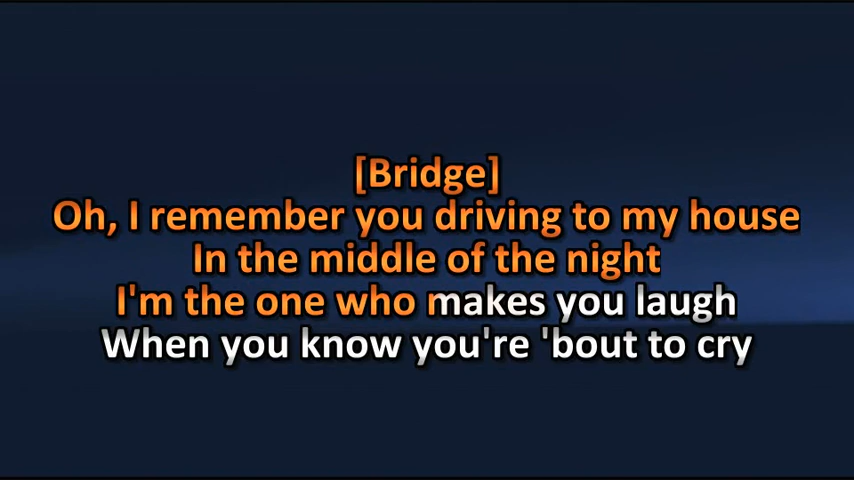 [Bridge]
Oh, I remember you driving to my house
In the middle of the night
I'm the one who makes you laugh
When you know you're 'bout to cry